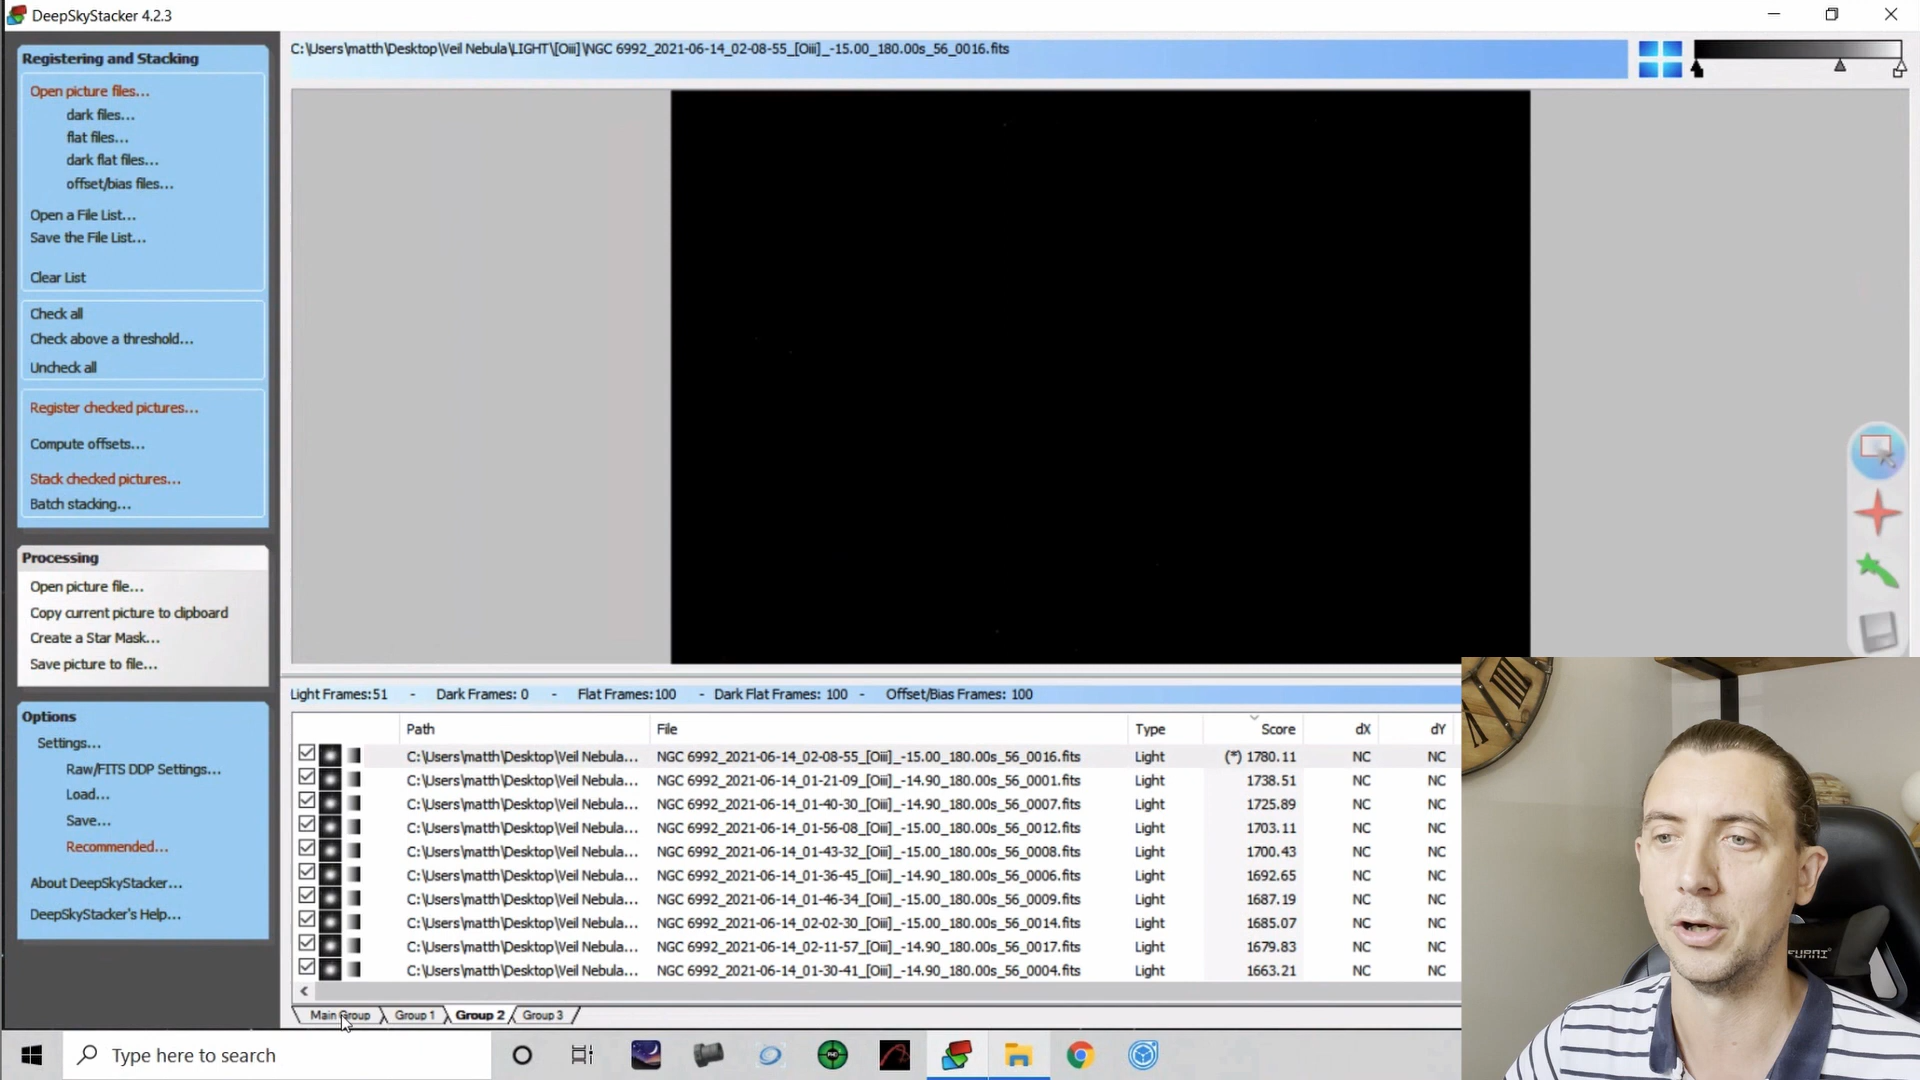 DeepSkyStacker 4.2.3
Registering and Stacking
Open picture files...
dark files...
flat files...
dark flat files...
offset/bias files...
Open a File List...
Save the File List...
Clear List
Check all
Check above a threshold...
Uncheck all
Register checked pictures...
Compute offsets...
Stack checked pictures...
Batch stacking...
Processing
Open picture file...
Copy current picture to clipboard
Create a Star Mask...
Save picture to file...
Options
Settings...
Raw/FITS DDP Settings...
Load...
Save...
Recommended...
About DeepSkyStacker...
DeepSkyStacker's Help...
C:\Users\matth\Desktop\Veil Nebula\LIGHT\[Oiii]\NGC 6992_2021-06-14_02-08-55_[Oiii]_-15.00_180.00s_56_0016.fits
Light Frames:51 - Dark Frames: 0 - Flat Frames:100 - Dark Flat Frames: 100 - Offset/Bias Frames: 100
Path File Type Score dX dY
C:\Users\matth\Desktop\Veil Nebula... NGC 6992_2021-06-14_02-08-55_[Oiii]_-15.00_180.00s_56_0016.fits Light (*) 1780.11 NC NC
C:\Users\matth\Desktop\Veil Nebula... NGC 6992_2021-06-14_01-21-09_[Oiii]_-14.90_180.00s_56_0001.fits Light 1738.51 NC NC
C:\Users\matth\Desktop\Veil Nebula... NGC 6992_2021-06-14_01-40-30_[Oiii]_-14.90_180.00s_56_0007.fits Light 1725.89 NC NC
C:\Users\matth\Desktop\Veil Nebula... NGC 6992_2021-06-14_01-56-08_[Oiii]_-15.00_180.00s_56_0012.fits Light 1703.11 NC NC
C:\Users\matth\Desktop\Veil Nebula... NGC 6992_2021-06-14_01-43-32_[Oiii]_-15.00_180.00s_56_0008.fits Light 1700.43 NC NC
C:\Users\matth\Desktop\Veil Nebula... NGC 6992_2021-06-14_01-36-45_[Oiii]_-14.90_180.00s_56_0006.fits Light 1692.65 NC NC
C:\Users\matth\Desktop\Veil Nebula... NGC 6992_2021-06-14_01-46-34_[Oiii]_-15.00_180.00s_56_0009.fits Light 1687.19 NC NC
C:\Users\matth\Desktop\Veil Nebula... NGC 6992_2021-06-14_02-02-30_[Oiii]_-15.00_180.00s_56_0014.fits Light 1685.07 NC NC
C:\Users\matth\Desktop\Veil Nebula... NGC 6992_2021-06-14_02-11-57_[Oiii]_-14.90_180.00s_56_0017.fits Light 1679.83 NC NC
C:\Users\matth\Desktop\Veil Nebula... NGC 6992_2021-06-14_01-30-41_[Oiii]_-14.90_180.00s_56_0004.fits Light 1663.21 NC NC
Main Group Group 1 Group 2 Group 3
Type here to search